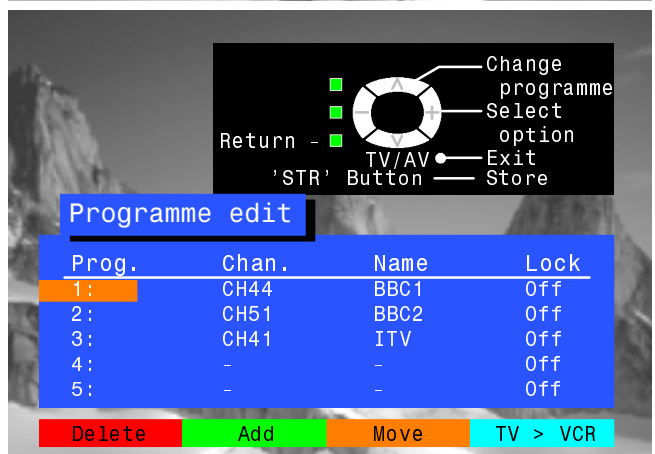 Change
programme
Select
option
Return -
TV/AV Exit
'STR' Button Store
Programme edit
Prog. Chan. Name Lock
1: CH44 BBC1 Off
2: CH51 BBC2 Off
3: CH41 ITV Off
4: - - Off
5: - - Off
Delete Add Move TV > VCR